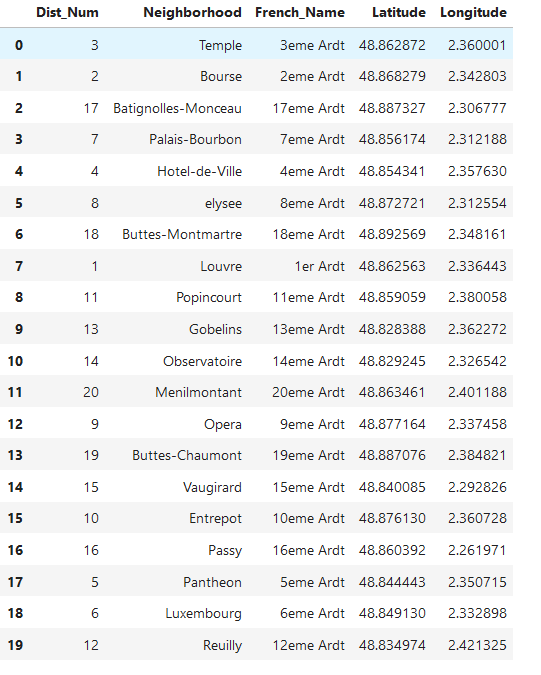 Dist_Num Neighborhood French_Name Latitude Longitude
0 3 Temple 3eme Ardt 48.862872 2.360001
1 2 Bourse 2eme Ardt 48.868279 2.342803
2 17 Batignolles-Monceau 17eme Ardt 48.887327 2.306777
3 7 Palais-Bourbon 7eme Ardt 48.856174 2.312188
4 4 Hotel-de-Ville 4eme Ardt 48.854341 2.357630
5 8 elysee 8eme Ardt 48.872721 2.312554
6 18 Buttes-Montmartre 18eme Ardt 48.892569 2.348161
7 1 Louvre 1er Ardt 48.862563 2.336443
8 11 Popincourt 11eme Ardt 48.859059 2.380058
9 13 Gobelins 13eme Ardt 48.828388 2.362272
10 14 Observatoire 14eme Ardt 48.829245 2.326542
11 20 Menilmontant 20eme Ardt 48.863461 2.401188
12 9 Opera 9eme Ardt 48.877164 2.337458
13 19 Buttes-Chaumont 19eme Ardt 48.887076 2.384821
14 15 Vaugirard 15eme Ardt 48.840085 2.292826
15 10 Entrepot 10eme Ardt 48.876130 2.360728
16 16 Passy 16eme Ardt 48.860392 2.261971
17 5 Pantheon 5eme Ardt 48.844443 2.350715
18 6 Luxembourg 6eme Ardt 48.849130 2.332898
19 12 Reuilly 12eme Ardt 48.834974 2.421325